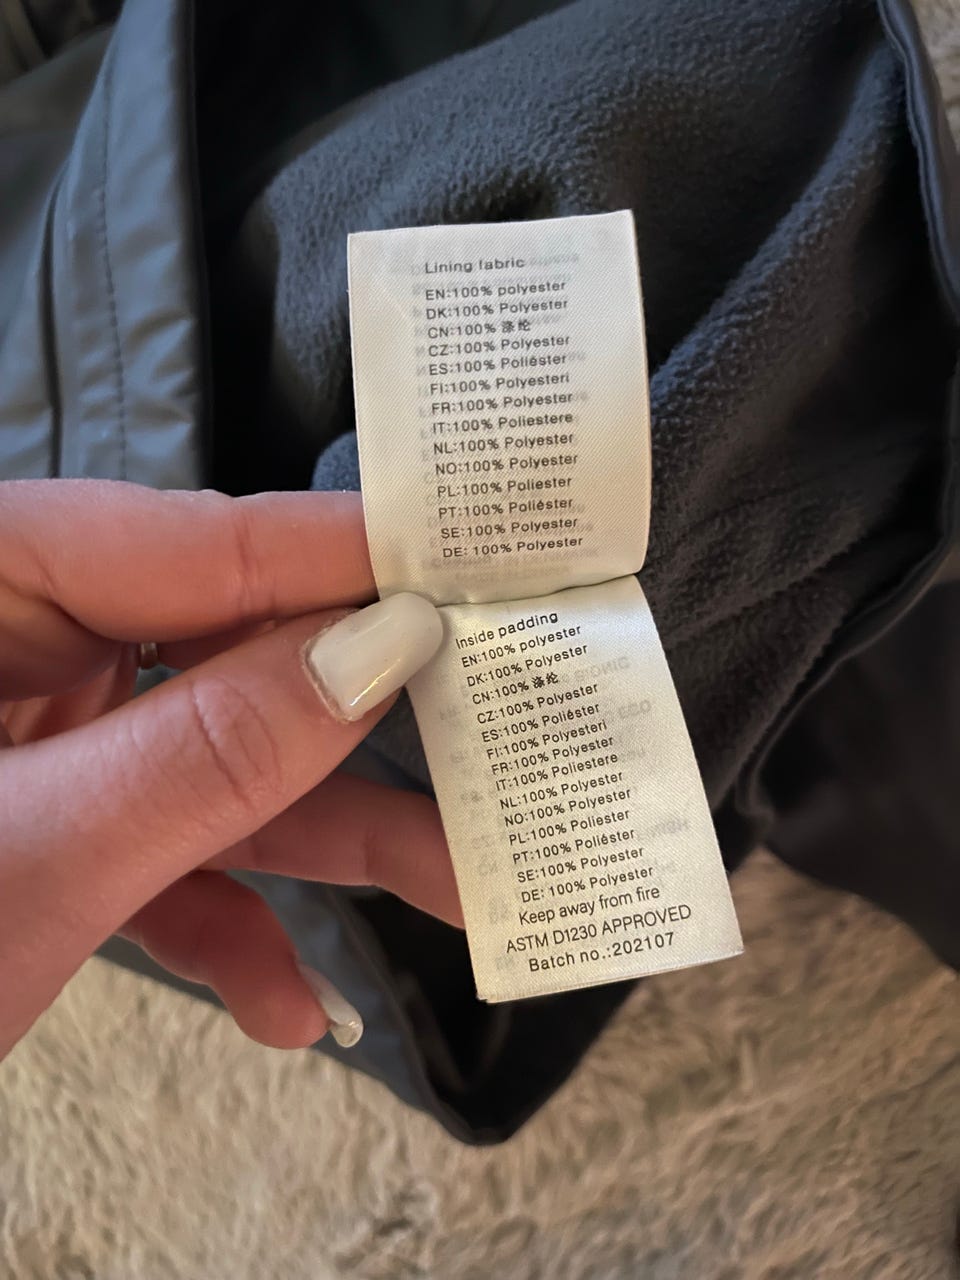 Lining fabric
EN:100% polyester
DK:100% Polyester
CN:100% 涤纶
CZ:100% Polyester
ES:100% Poliéster
FI:100% Polyesteri
FR:100% Polyester
IT:100% Poliestere
NL:100% Polyester
NO:100% Polyester
PL:100% Poliester
PT:100% Poliéster
SE:100% Polyester
DE: 100% Polyester
Inside padding
EN:100% polyester
DK:100% Polyester
CN:100% 涤纶
CZ:100% Polyester
ES:100% Poliéster
FI:100% Polyesteri
FR:100% Polyester
IT:100% Poliestere
NL:100% Polyester
NO:100% Polyester
PL:100% Poliester
PT:100% Poliéster
SE:100% Polyester
DE: 100% Polyester
Keep away from fire
ASTM D1230 APPROVED
Batch no.:202107